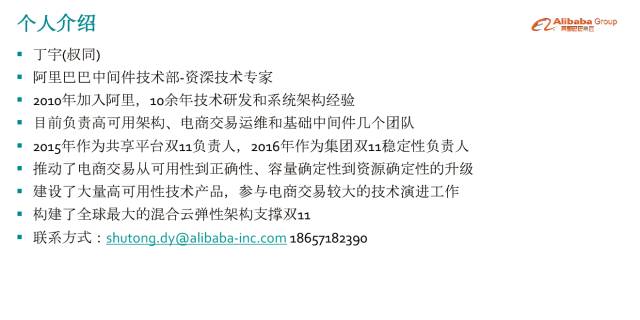 个人介绍
Alibaba Group
阿里巴巴集团
丁宇(叔同)
阿里巴巴中间件技术部-资深技术专家
2010年加入阿里，10余年技术研发和系统架构经验
目前负责高可用架构、电商交易运维和基础中间件几个团队
2015年作为共享平台双11负责人，2016年作为集团双11稳定性负责人
推动了电商交易从可用性到正确性、容量确定性到资源确定性的升级
建设了大量高可用性技术产品，参与电商交易较大的技术演进工作
构建了全球最大的混合云弹性架构支撑双11
联系方式：shutong.dy@alibaba-inc.com 18657182390